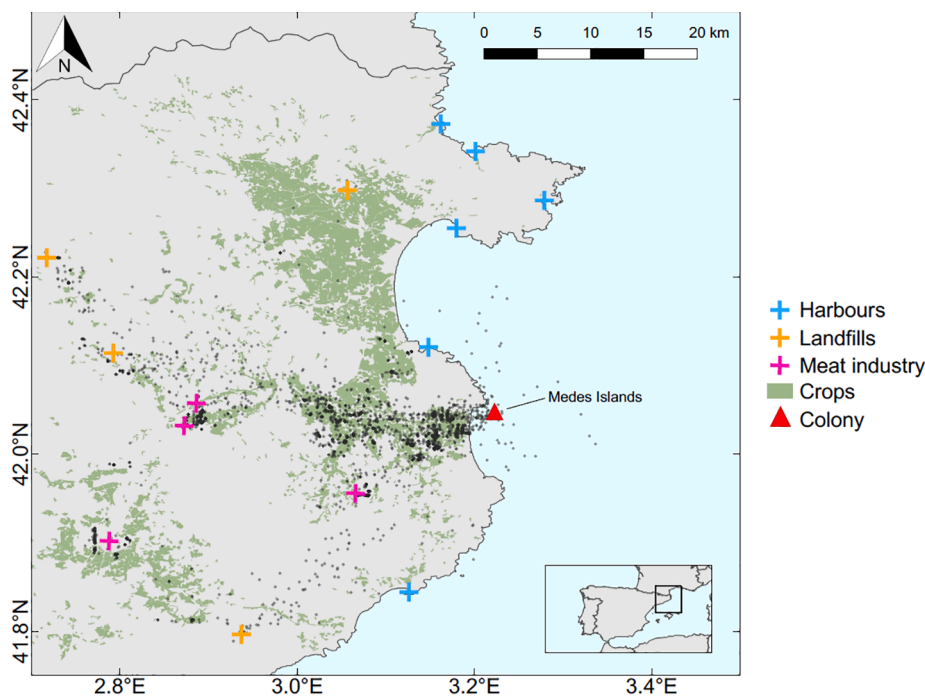 0 5 10 15 20 km
N
42.4°N
42.2°N
42.0°N
41.8°N
Medes Islands
Harbours
Landfills
Meat industry
Crops
Colony
2.8°E 3.0°E 3.2°E 3.4°E